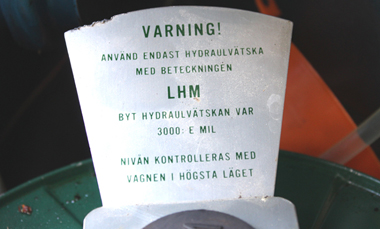 VARNING!
ANVÄND ENDAST HYDRAULVÄTSKA
MED BETECKNINGEN
LHM
BYT HYDRAULVÄTSKAN VAR
3000: E MIL
NIVÅN KONTROLLERAS MED
VAGNEN I HÖGSTA LÄGET